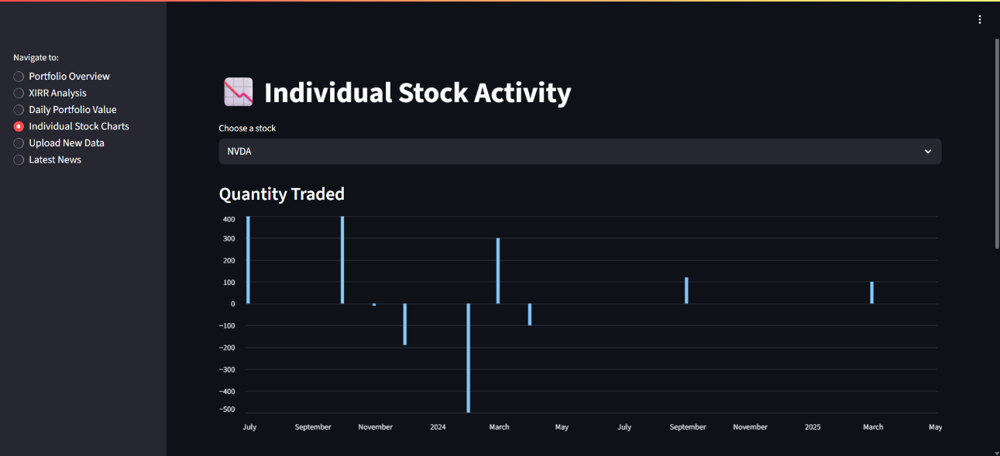 Navigate to:
Portfolio Overview
XIRR Analysis
Daily Portfolio Value
Individual Stock Charts
Upload New Data
Latest News
Individual Stock Activity
Choose a stock
NVDA
Quantity Traded
400
300
200
100
0
−100
−200
−300
−400
−500
July September November 2024 March May July September November 2025 March May